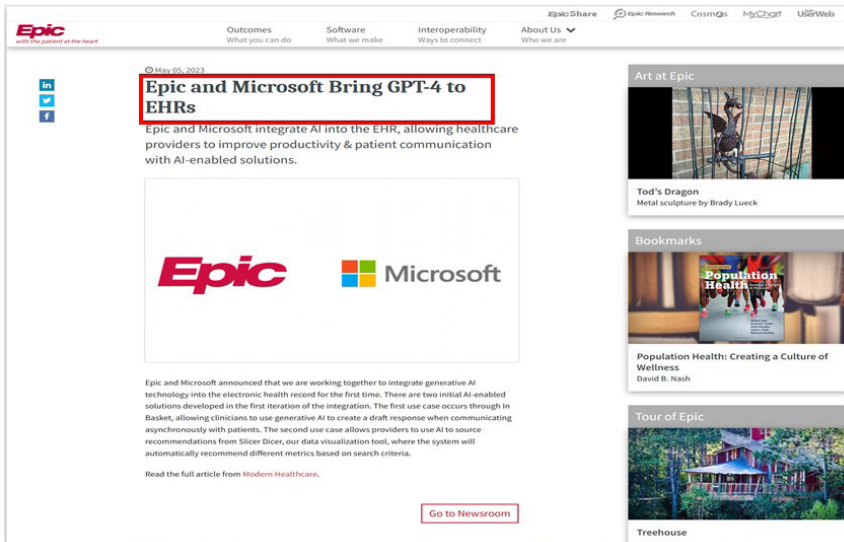 EpicShare
Epic Research
Cosmos
MyChart
UserWeb
Epic
with the patient at the heart
Outcomes
What you can do
Software
What we make
Interoperability
Ways to connect
About Us
Who we are
in
f
May 05, 2023
Epic and Microsoft Bring GPT-4 to
EHRs
Epic and Microsoft integrate AI into the EHR, allowing healthcare
providers to improve productivity & patient communication
with AI-enabled solutions.
Epic
Microsoft
Epic and Microsoft announced that we are working together to integrate generative AI
technology into the electronic health record for the first time. There are two initial AI-enabled
solutions developed in the first iteration of the integration. The first use case occurs through In
Basket, allowing clinicians to use generative AI to create a draft response when communicating
asynchronously with patients. The second use case allows providers to use AI to source
recommendations from Slicer Dicer, our data visualization tool, where the system will
automatically recommend different metrics based on search criteria.
Read the full article from Modern Healthcare.
Go to Newsroom
Art at Epic
Tod's Dragon
Metal sculpture by Brady Lueck
Bookmarks
Population
Health
Population Health: Creating a Culture of
Wellness
David B. Nash
Tour of Epic
Treehouse